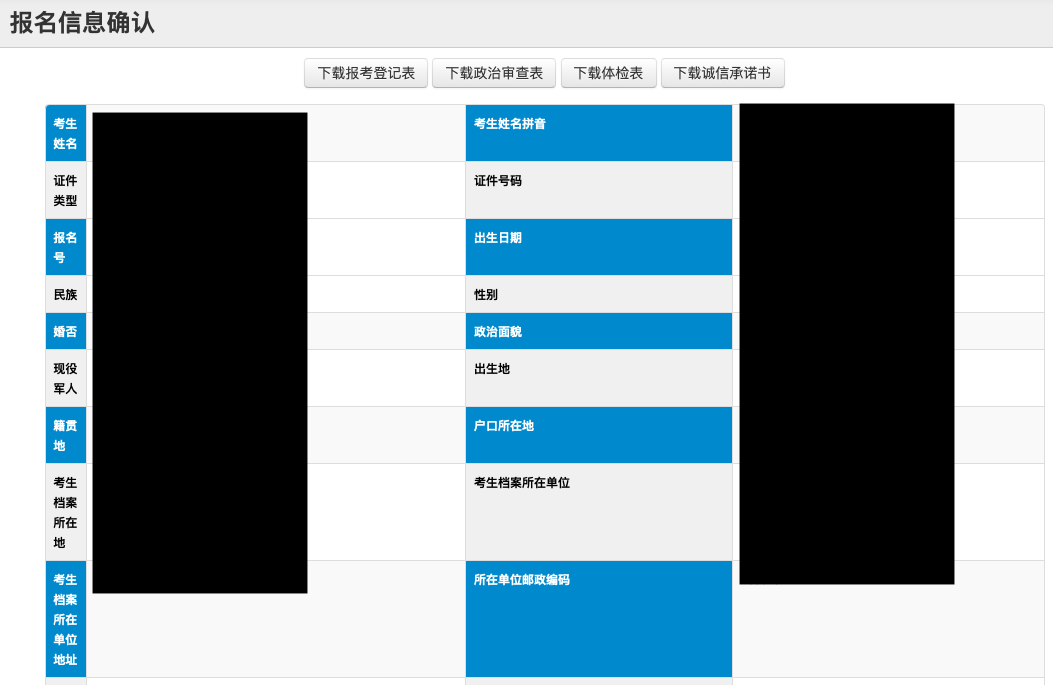 报名信息确认
下载报考登记表 下载政治审查表 下载体检表 下载诚信承诺书
考生
姓名
考生姓名拼音
证件
类型
证件号码
报名
号
出生日期
民族
性别
婚否
政治面貌
现役
军人
出生地
籍贯
地
户口所在地
考生
档案
所在
地
考生档案所在单位
考生
档案
所在
单位
地址
所在单位邮政编码